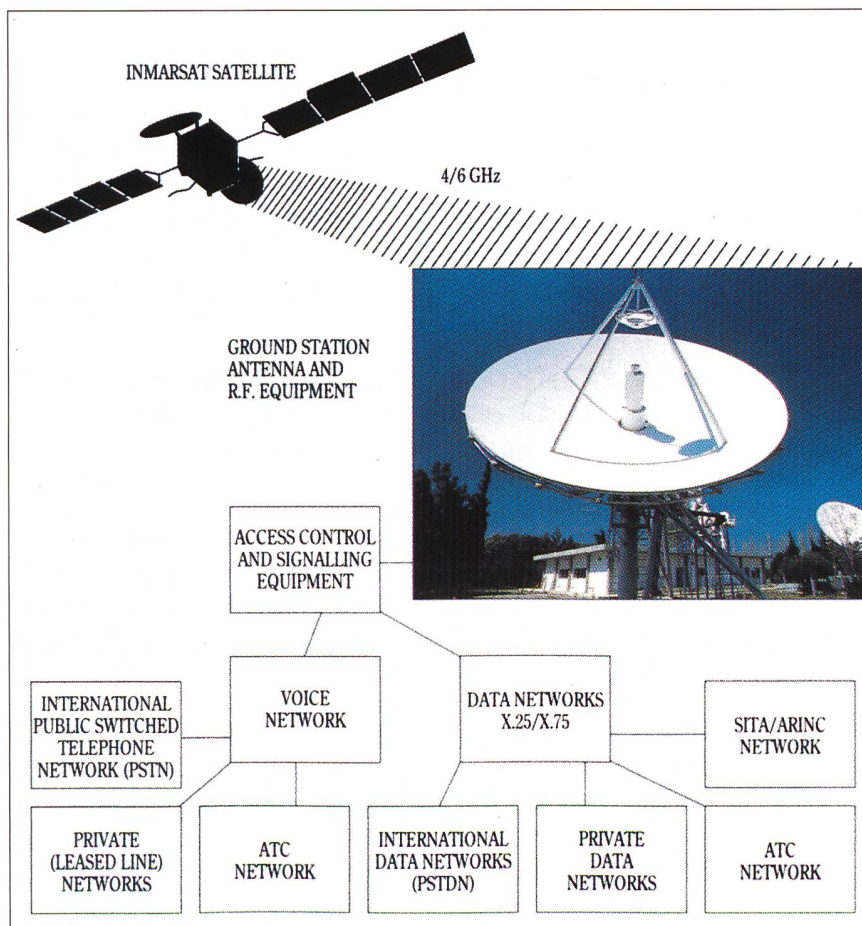 INMARSAT SATELLITE
4/6 GHz
GROUND STATION
ANTENNA AND
R.F. EQUIPMENT
ACCESS CONTROL
AND SIGNALLING
EQUIPMENT
VOICE
NETWORK
DATA NETWORKS
X.25/X.75
INTERNATIONAL
PUBLIC SWITCHED
TELEPHONE
NETWORK (PSTN)
SITA/ARINC
NETWORK
PRIVATE
(LEASED LINE)
NETWORKS
ATC
NETWORK
INTERNATIONAL
DATA NETWORKS
(PSTDN)
PRIVATE
DATA
NETWORKS
ATC
NETWORK